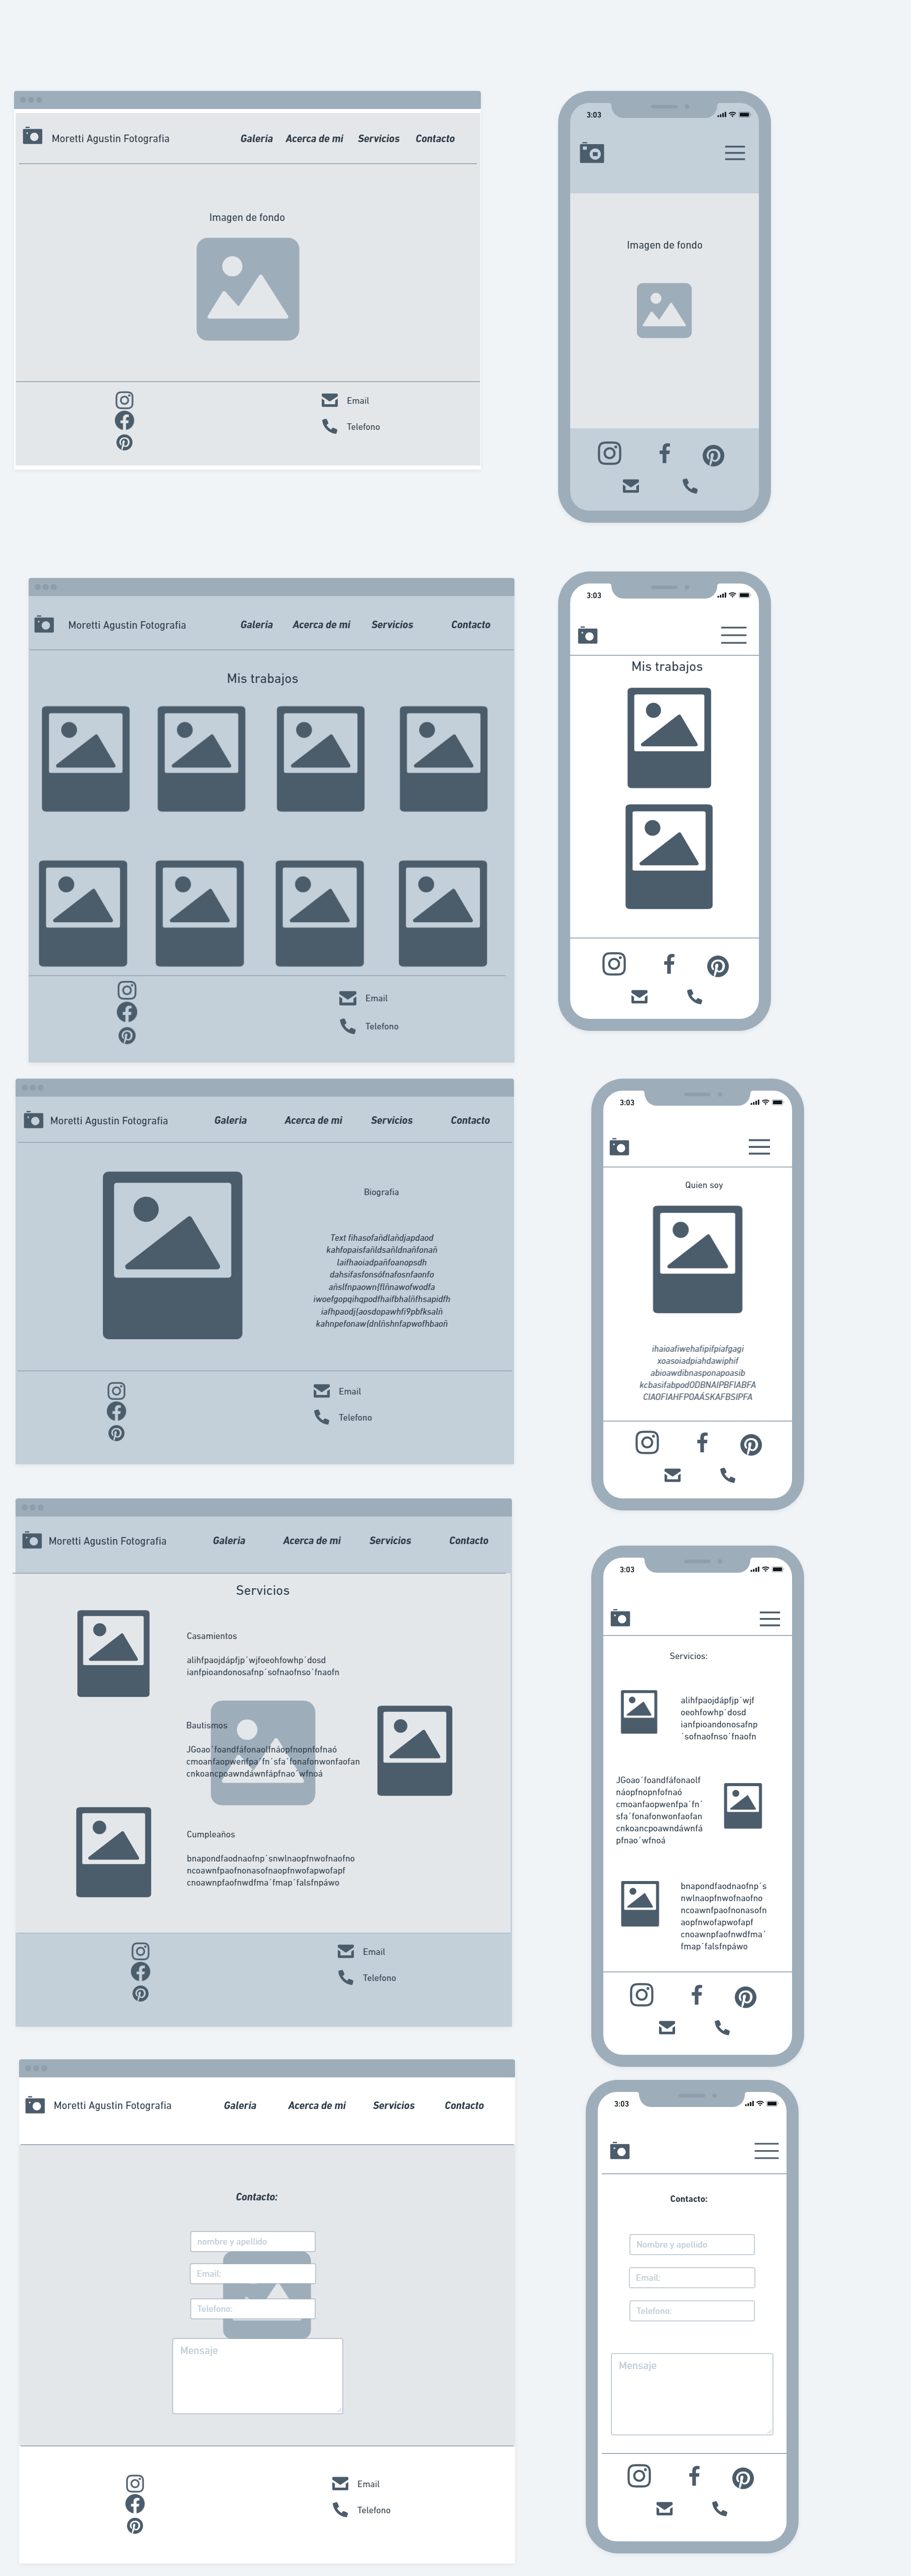 Moretti Agustin Fotografia
Galeria Acerca de mi Servicios Contacto
Imagen de fondo
Email
Telefono
3:03
Imagen de fondo
Moretti Agustin Fotografia
Galeria Acerca de mi Servicios Contacto
Mis trabajos
Email
Telefono
3:03
Mis trabajos
Moretti Agustin Fotografia
Galeria Acerca de mi Servicios Contacto
Biografia
Text fihasofañdlañdjapdaod
kahfopaisfañldsañldnañfonañ
laifhaoiadpañfoanopsdh
dahsifasfonsófnafosnfaonfo
añslfnpaown{flñnawofwodfa
iwoefgopqihqpodfhaifbhalñfhsapidfh
iafhpaodj{aosdopawhfi9pbfksalñ
kahnpefonaw{dnlñshnfapwofhbaoñ
Email
Telefono
3:03
Quien soy
ihaioafiwehafipifpiafgagi
xoasoiadpiahdawiphif
abioawdibnasponapoasib
kcbasifabpodODBNAIPBFIABFA
CIAOFIAHFPOAÁSKAFBSIPFA
Moretti Agustin Fotografia
Galeria Acerca de mi Servicios Contacto
Servicios
Casamientos
alihfpaojdápfjp´wjfoeohfowhp´dosd
ianfpioandonosafnp´sofnaofnso´fnaofn
Bautismos
JGoao´foandfáfonaolfnáopfnopnfofnaó
cmoanfaopwenfpa´fn´sfa´fonafonwonfaofan
cnkoancpoawndáwnfápfnao´wfnoá
Cumpleaños
bnapondfaodnaofnp´snwlnaopfnwofnaofno
ncoawnfpaofnonasofnaopfnwofapwofapf
cnoawnpfaofnwdfma´fmap´falsfnpáwo
Email
Telefono
3:03
Servicios:
alihfpaojdápfjp´wjf
oeohfowhp´dosd
ianfpioandonosafnp
´sofnaofnso´fnaofn
JGoao´foandfáfonaolf
náopfnopnfofnaó
cmoanfaopwenfpa´fn´
sfa´fonafonwonfaofan
cnkoancpoawndáwnfá
pfnao´wfnoá
bnapondfaodnaofnp´s
nwlnaopfnwofnaofno
ncoawnfpaofnonasofn
aopfnwofapwofapf
cnoawnpfaofnwdfma´
fmap´falsfnpáwo
Moretti Agustin Fotografia
Galeria Acerca de mi Servicios Contacto
Contacto:
nombre y apellido
Email:
Telefono:
Mensaje
Email
Telefono
3:03
Contacto:
Nombre y apellido
Email:
Telefono:
Mensaje